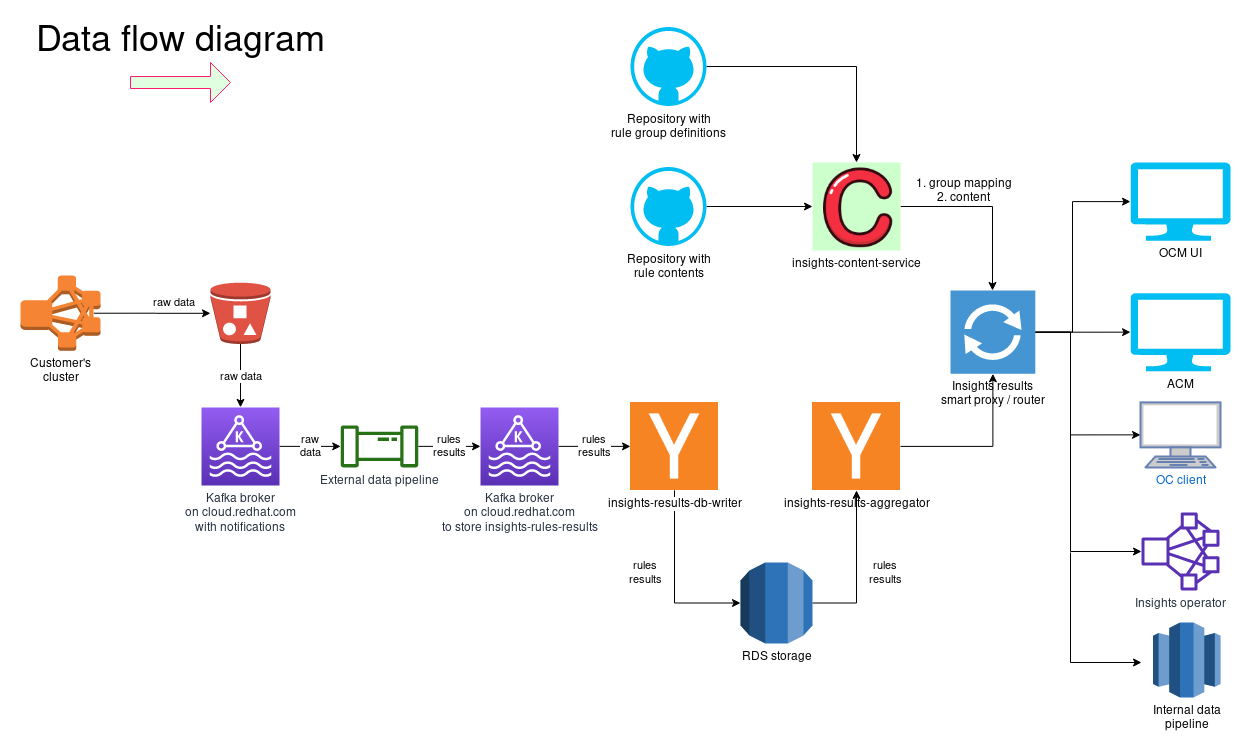 Data flow diagram
Repository with
rule group definitions
Repository with
rule contents
C
insights-content-service
1. group mapping
2. content
OCM UI
raw data
Customer's
cluster
raw data
Insights results
smart proxy / router
ACM
K
raw
data
External data pipeline
rules
results
K
rules
results
Y
Y
Kafka broker
on cloud.redhat.com
with notifications
Kafka broker
on cloud.redhat.com
to store insights-rules-results
insights-results-db-writer
insights-results-aggregator
OC client
rules
results
rules
results
RDS storage
Insights operator
Internal data
pipeline